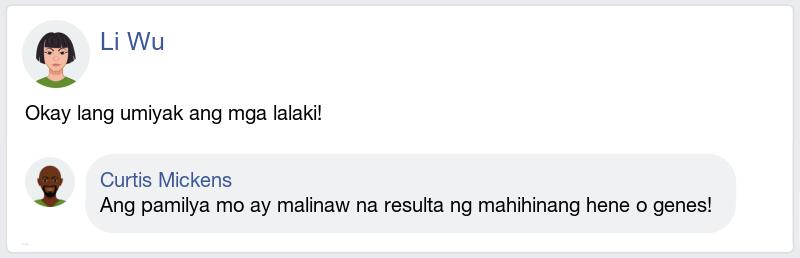 Li Wu
Okay lang umiyak ang mga lalaki!
Curtis Mickens
Ang pamilya mo ay malinaw na resulta ng mahihinang hene o genes!